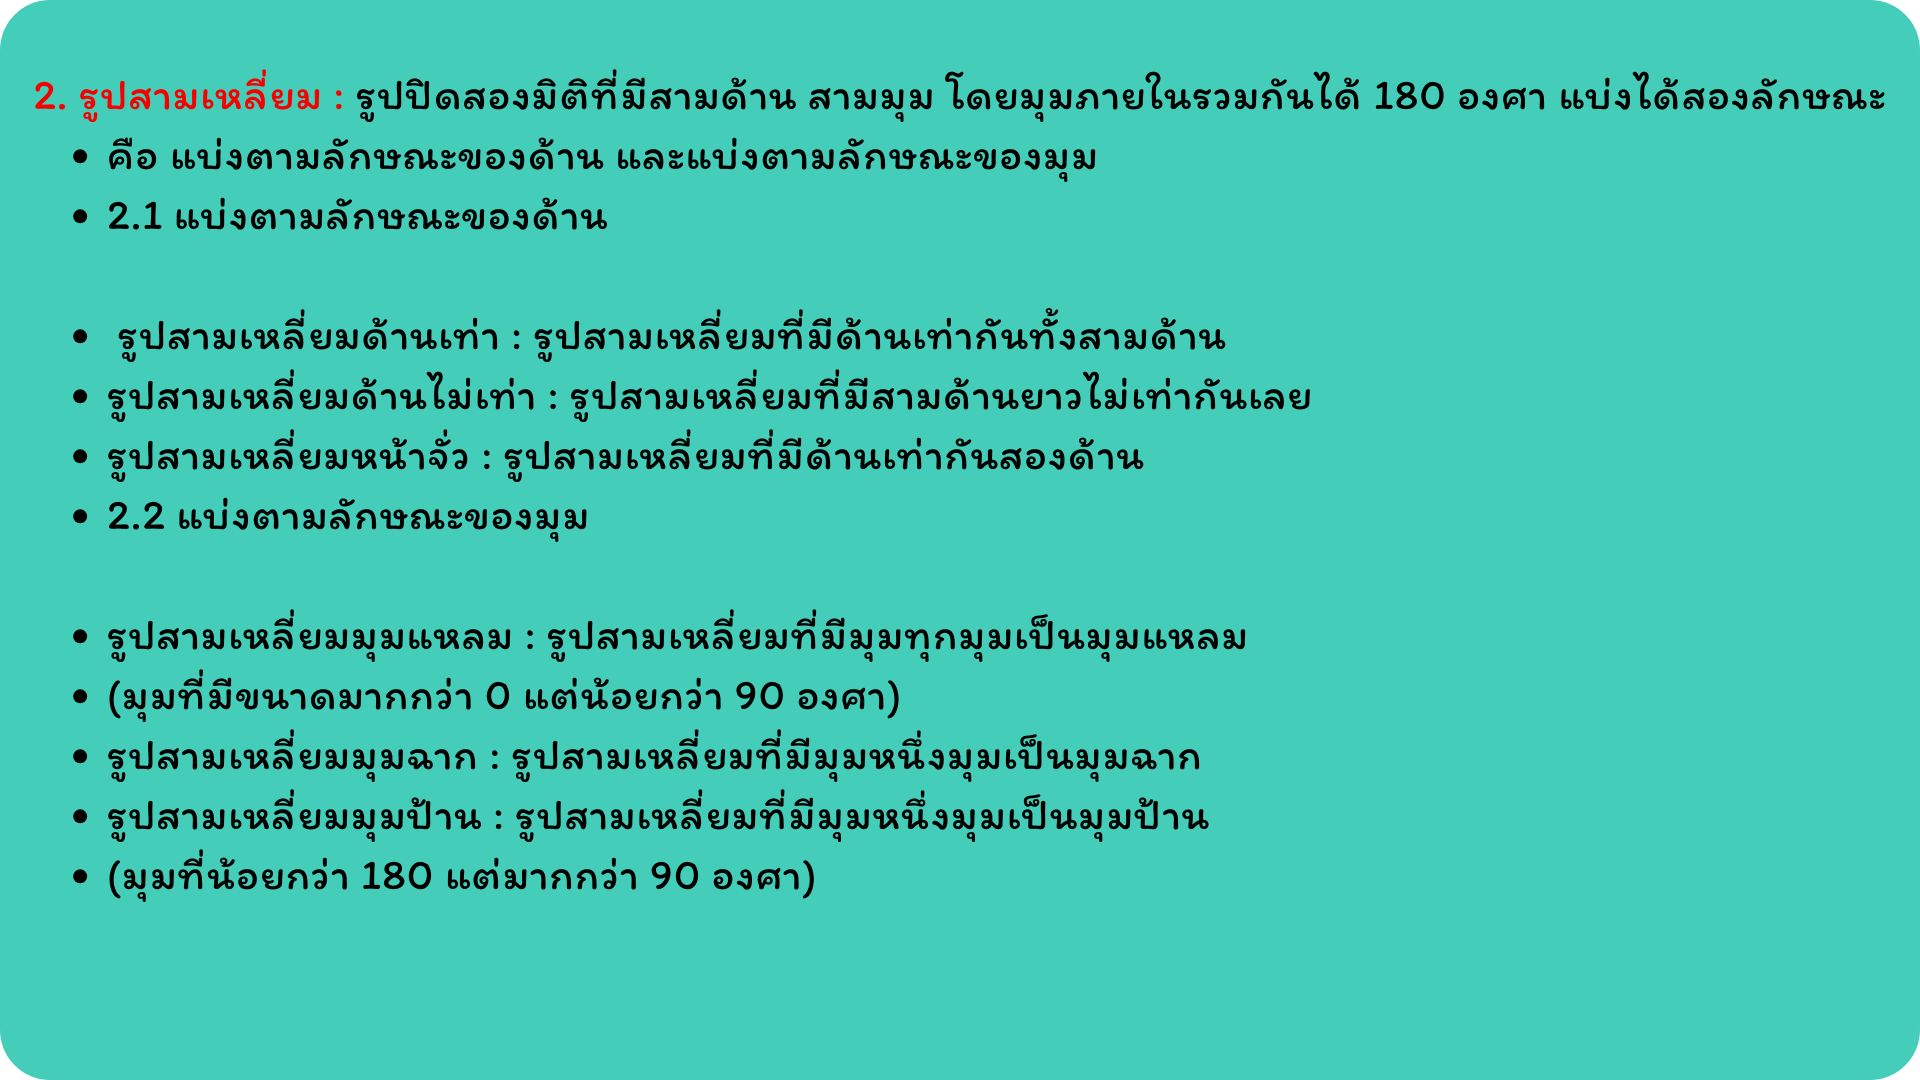 2. รูปสามเหลี่ยม : รูปปิดสองมิติที่มีสามด้าน สามมุม โดยมุมภายในรวมกันได้ 180 องศา แบ่งได้สองลักษณะ
• คือ แบ่งตามลักษณะของด้าน และแบ่งตามลักษณะของมุม
• 2.1 แบ่งตามลักษณะของด้าน
• รูปสามเหลี่ยมด้านเท่า : รูปสามเหลี่ยมที่มีด้านเท่ากันทั้งสามด้าน
• รูปสามเหลี่ยมด้านไม่เท่า : รูปสามเหลี่ยมที่มีสามด้านยาวไม่เท่ากันเลย
• รูปสามเหลี่ยมหน้าจั่ว : รูปสามเหลี่ยมที่มีด้านเท่ากันสองด้าน
• 2.2 แบ่งตามลักษณะของมุม
• รูปสามเหลี่ยมมุมแหลม : รูปสามเหลี่ยมที่มีมุมทุกมุมเป็นมุมแหลม
• (มุมที่มีขนาดมากกว่า 0 แต่น้อยกว่า 90 องศา)
• รูปสามเหลี่ยมมุมฉาก : รูปสามเหลี่ยมที่มีมุมหนึ่งมุมเป็นมุมฉาก
• รูปสามเหลี่ยมมุมป้าน : รูปสามเหลี่ยมที่มีมุมหนึ่งมุมเป็นมุมป้าน
• (มุมที่น้อยกว่า 180 แต่มากกว่า 90 องศา)